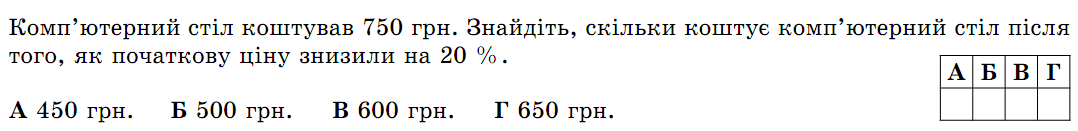 Комп’ютерний стіл коштував 750 грн. Знайдіть, скільки коштує комп’ютерний стіл після
того, як початкову ціну знизили на 20 %.
А Б В Г
А 450 грн. Б 500 грн. В 600 грн. Г 650 грн.